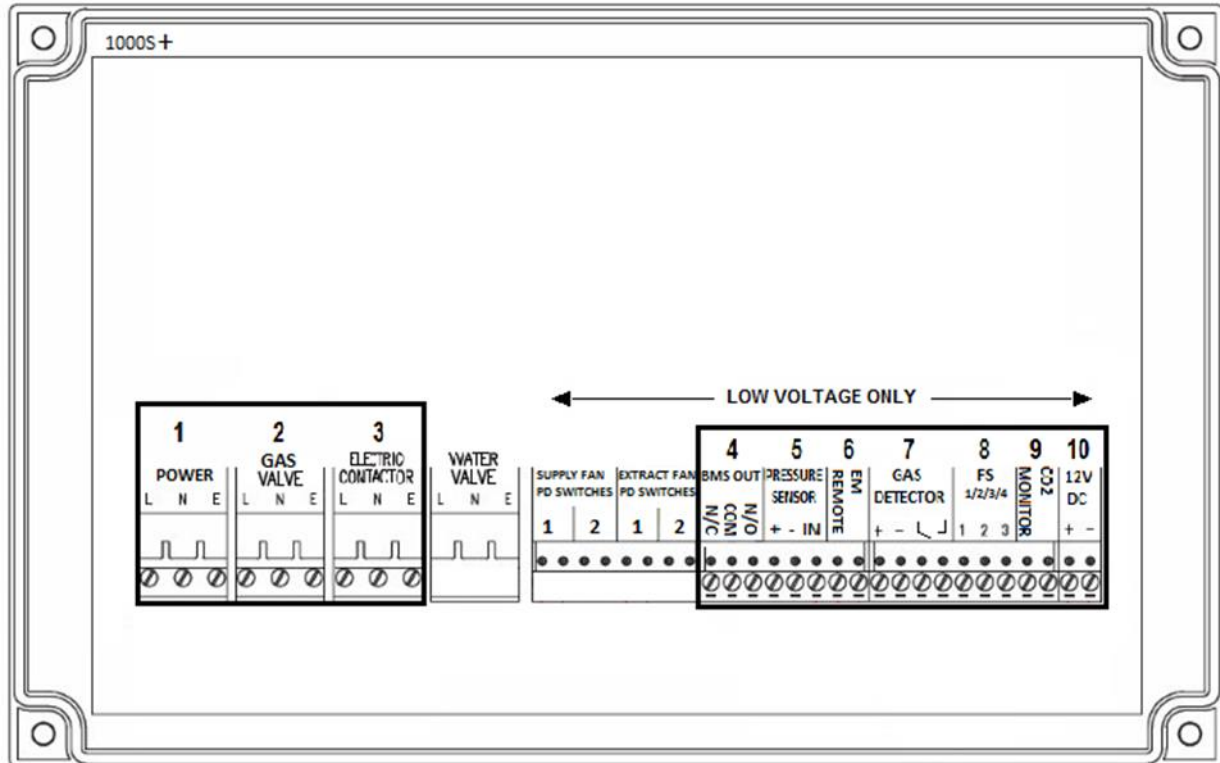 1000S+
LOW VOLTAGE ONLY
1
POWER
L N E
2
GAS
VALVE
L N E
3
ELECTRIC
CONTACTOR
L N E
WATER
VALVE
L N E
SUPPLY FAN
PD SWITCHES
1 2
EXTRACT FAN
PD SWITCHES
1 2
4
BMS OUT
N/C
COM
N/O
5
PRESSURE
SENSOR
+ - IN
6
REMOTE
EM
7
GAS
DETECTOR
+ -
8
FS
1/2/3/4
1 2 3
9
MONITOR
CO2
10
12V
DC
+ -